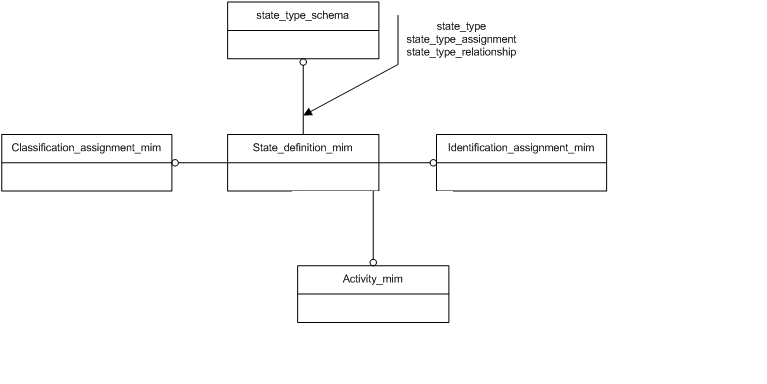 state_type_schema
state_type
state_type_assignment
state_type_relationship
Classification_assignment_mim
State_definition_mim
Identification_assignment_mim
Activity_mim